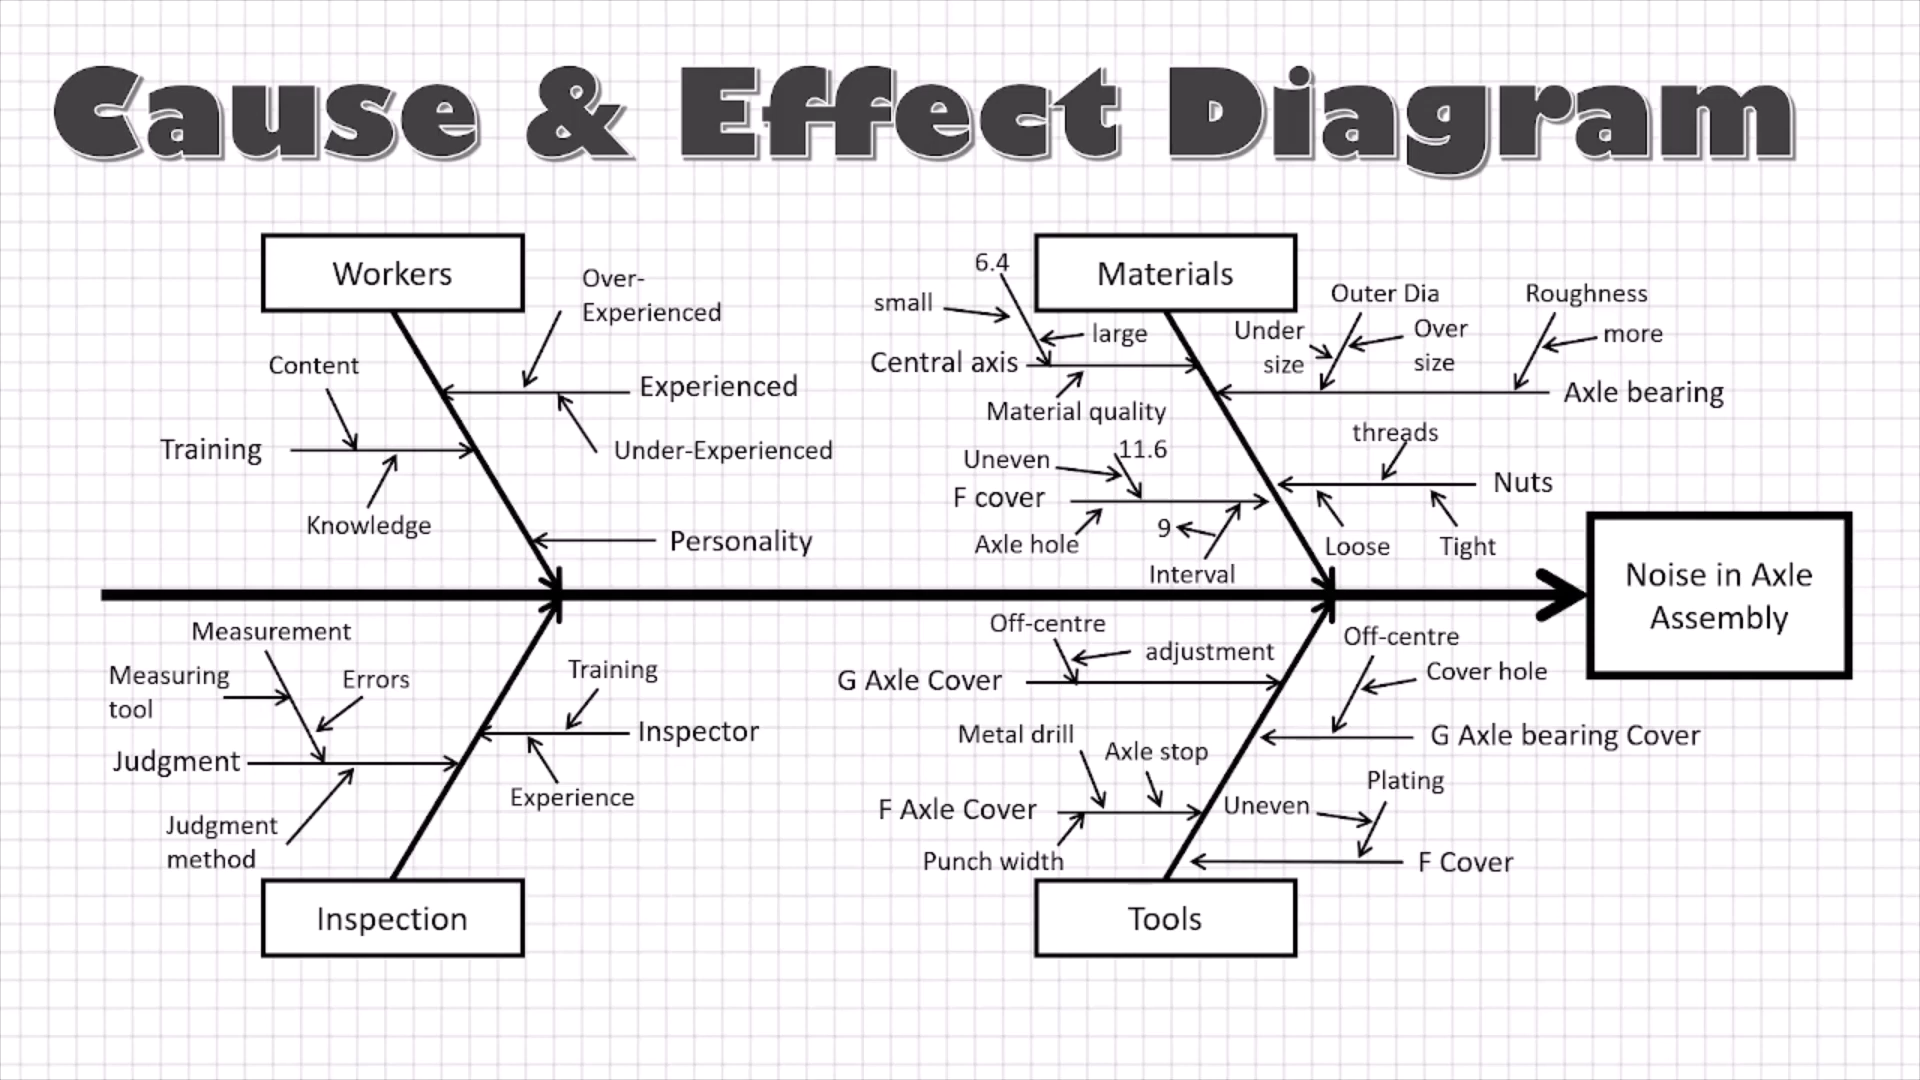 Cause & Effect Diagram
Workers
Over-
Experienced
Content
Experienced
Training
Under-Experienced
Knowledge
Personality
Materials
6.4
small
large
Central axis
Material quality
Outer Dia
Roughness
Under
size
Over
size
more
Axle bearing
threads
Uneven
11.6
F cover
Nuts
9
Axle hole
Loose
Tight
Interval
Noise in Axle
Assembly
Measurement
Measuring
tool
Errors
Training
Judgment
Inspector
Experience
Judgment
method
Inspection
Off-centre
adjustment
G Axle Cover
Off-centre
Cover hole
Metal drill
Axle stop
G Axle bearing Cover
Plating
F Axle Cover
Uneven
Punch width
F Cover
Tools